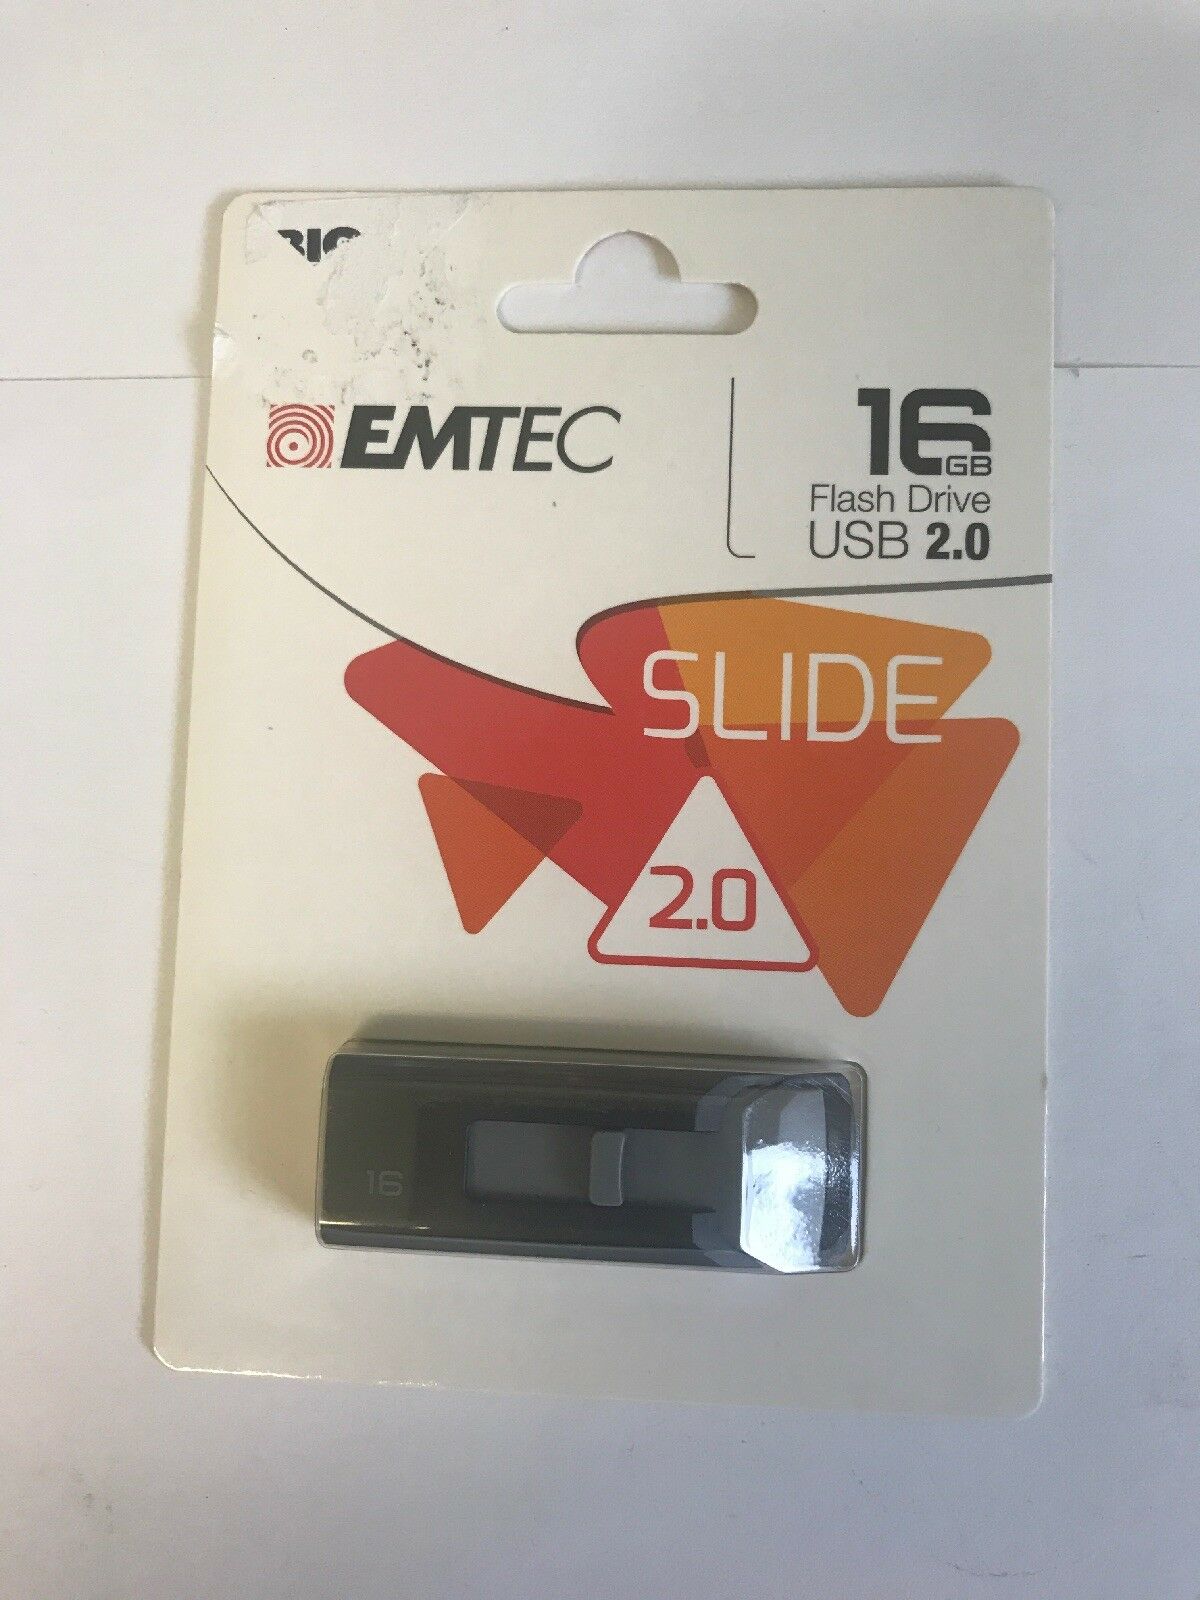 EMTEC
16
GB
Flash Drive
USB 2.0
SLIDE
2.0
16